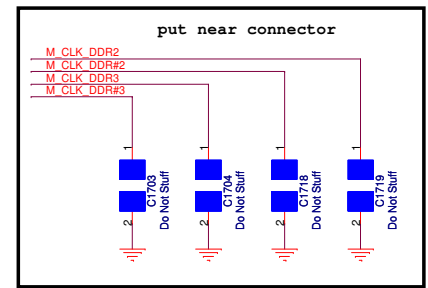 put near connector
M_CLK_DDR2
M_CLK_DDR#2
M_CLK_DDR3
M_CLK_DDR#3
1
1
1
1
C1703
Do Not Stuff
C1704
Do Not Stuff
C1718
Do Not Stuff
C1719
Do Not Stuff
2
2
2
2